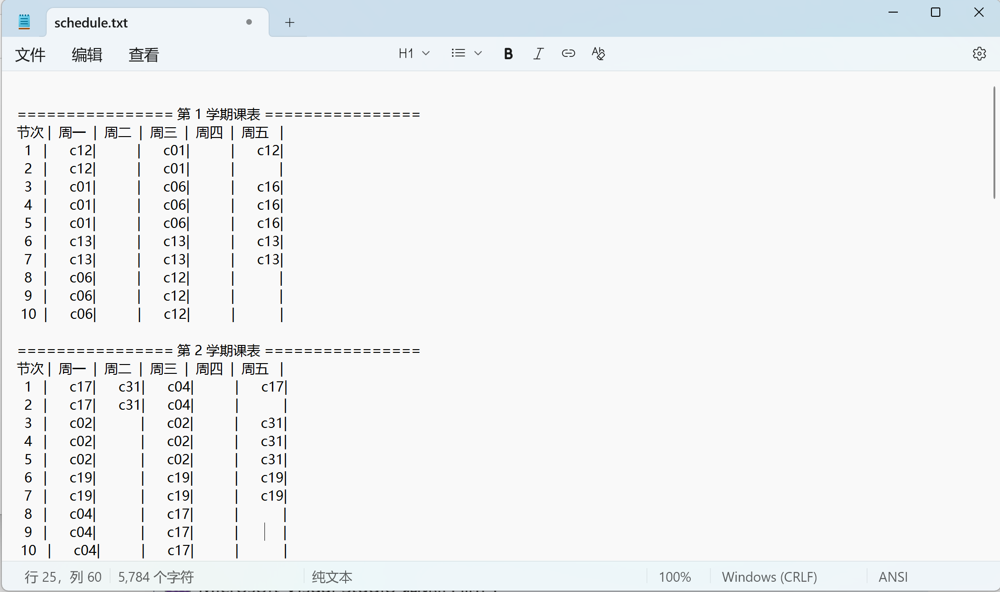 schedule.txt
文件 编辑 查看 H1 B I
================ 第 1 学期课表 ================
节次 | 周一 | 周二 | 周三 | 周四 | 周五 |
1 | c12| | c01| | c12|
2 | c12| | c01| | |
3 | c01| | c06| | c16|
4 | c01| | c06| | c16|
5 | c01| | c06| | c16|
6 | c13| | c13| | c13|
7 | c13| | c13| | c13|
8 | c06| | c12| | |
9 | c06| | c12| | |
10 | c06| | c12| | |
================ 第 2 学期课表 ================
节次 | 周一 | 周二 | 周三 | 周四 | 周五 |
1 | c17| c31| c04| | c17|
2 | c17| c31| c04| | |
3 | c02| | c02| | c31|
4 | c02| | c02| | c31|
5 | c02| | c02| | c31|
6 | c19| | c19| | c19|
7 | c19| | c19| | c19|
8 | c04| | c17| | |
9 | c04| | c17| | |
10 | c04| | c17| | |
行 25，列 60 5,784 个字符 纯文本 100% Windows (CRLF) ANSI